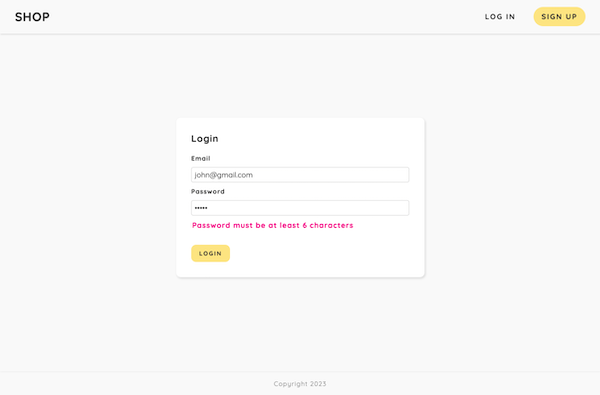 SHOP
LOG IN
SIGN UP
Login
Email
john@gmail.com
Password
•••••
Password must be at least 6 characters
LOGIN
Copyright 2023